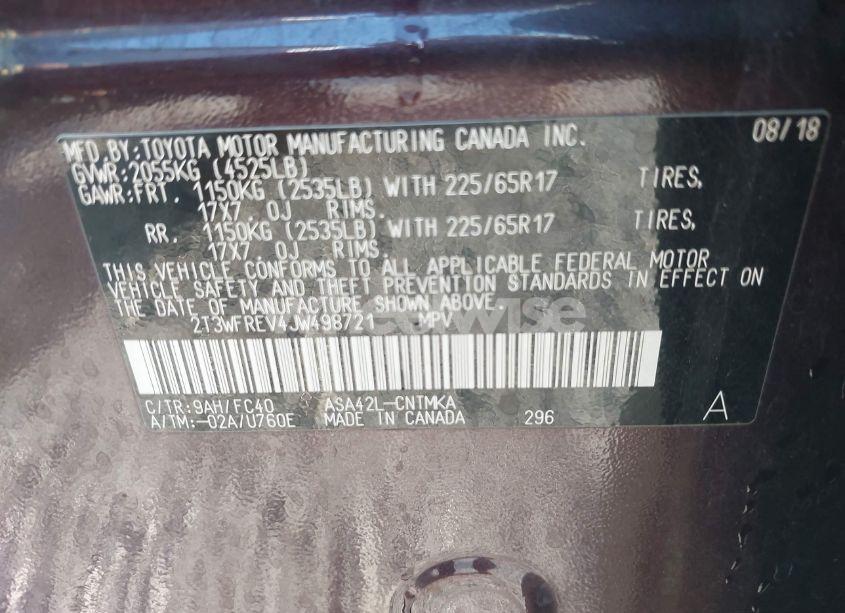 MFD.BY:TOYOTA MOTOR MANUFACTURING CANADA INC. 08/18
GVWR:2055KG (4525LB)
GAWR:FRT. 1150KG (2535LB) WITH 225/65R17 TIRES,
17X7.0J RIMS.
RR. 1150KG (2535LB) WITH 225/65R17 TIRES,
17X7.0J RIMS.
THIS VEHICLE CONFORMS TO ALL APPLICABLE FEDERAL MOTOR
VEHICLE SAFETY AND THEFT PREVENTION STANDARDS IN EFFECT ON
THE DATE OF MANUFACTURE SHOWN ABOVE.
2T3WFREV4JW498721 MPV
C/TR:9AH/FC40 ASA42L-CNTMKA
A/TM:-02A/U760E MADE IN CANADA 296 A